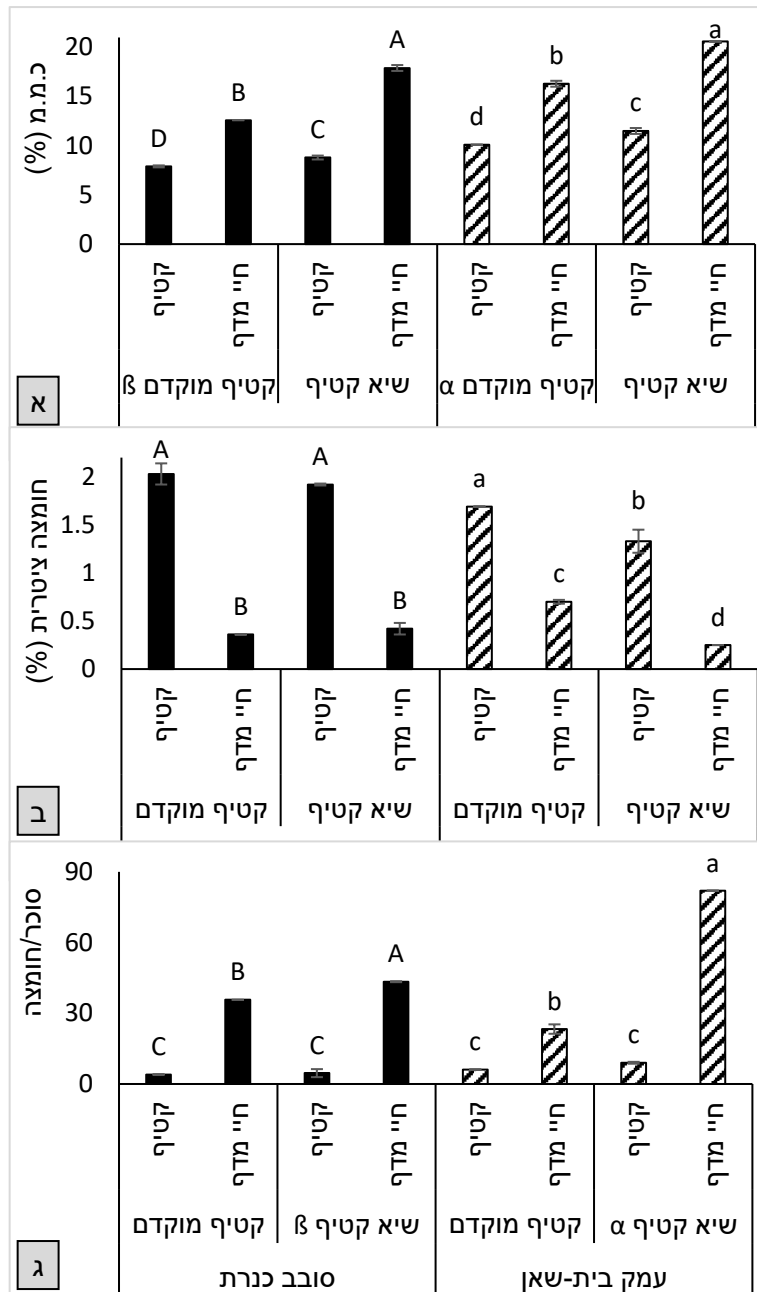 כ.מ.מ (%)
20
15
10
5
0
D B C A d b c a
קטיף חיי מדף קטיף חיי מדף קטיף חיי מדף קטיף חיי מדף
קטיף מוקדם ß שיא קטיף קטיף מוקדם α שיא קטיף
א
חומצה ציטרית (%)
2
1.5
1
0.5
0
A B A B a c b d
קטיף חיי מדף קטיף חיי מדף קטיף חיי מדף קטיף חיי מדף
קטיף מוקדם שיא קטיף קטיף מוקדם שיא קטיף
ב
סוכר/חומצה
90
60
30
0
C B C A c b c a
קטיף חיי מדף קטיף חיי מדף קטיף חיי מדף קטיף חיי מדף
קטיף מוקדם שיא קטיף ß קטיף מוקדם שיא קטיף α
סובב כנרת עמק בית-שאן
ג